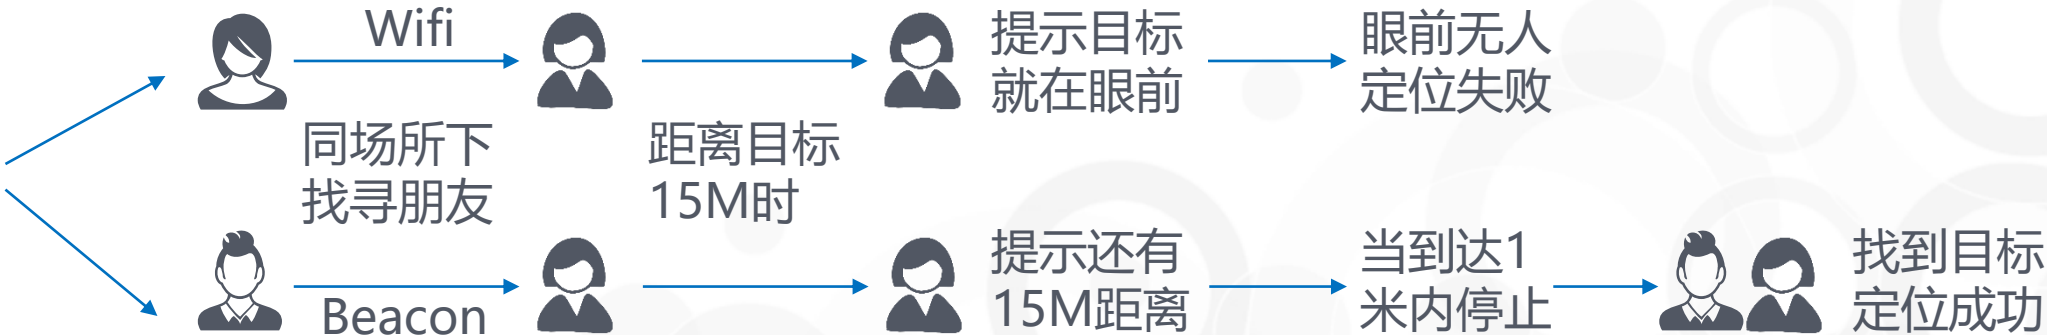 Wifi
提示目标
就在眼前
眼前无人
定位失败
同场所下
找寻朋友
距离目标
15M时
Beacon
提示还有
15M距离
当到达1
米内停止
找到目标
定位成功